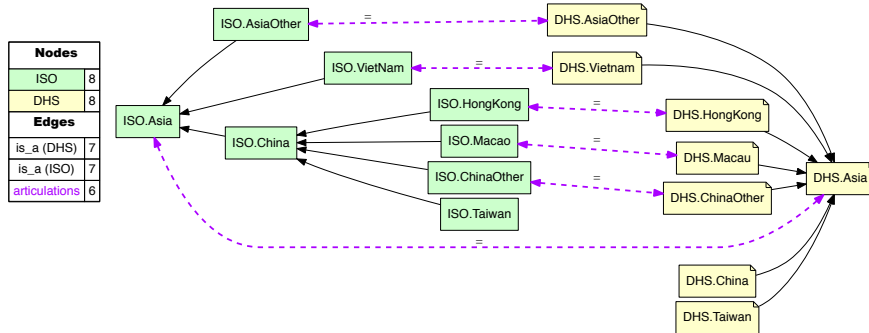 Nodes
ISO 8
DHS 8
Edges
is_a (DHS) 7
is_a (ISO) 7
articulations 6
ISO.AsiaOther
=
DHS.AsiaOther
ISO.VietNam
=
DHS.Vietnam
ISO.HongKong
=
DHS.HongKong
ISO.Asia
ISO.China
ISO.Macao
=
DHS.Macau
ISO.ChinaOther
=
DHS.ChinaOther
DHS.Asia
ISO.Taiwan
=
DHS.China
DHS.Taiwan